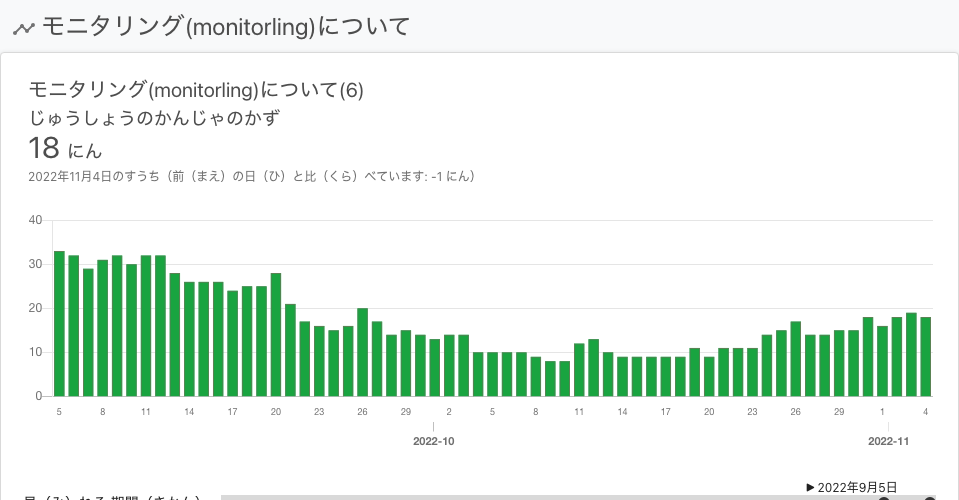 モニタリング(monitorling)について
モニタリング(monitorling)について(6)
じゅうしょうのかんじゃのかず
18 にん
2022年11月4日のすうち（前（まえ）の日（ひ）と比（くら）べています: -1 にん）
40
30
20
10
0
5 8 11 14 17 20 23 26 29 2 5 8 11 14 17 20 23 26 29 1 4
2022-10 2022-11
▶ 2022年9月5日